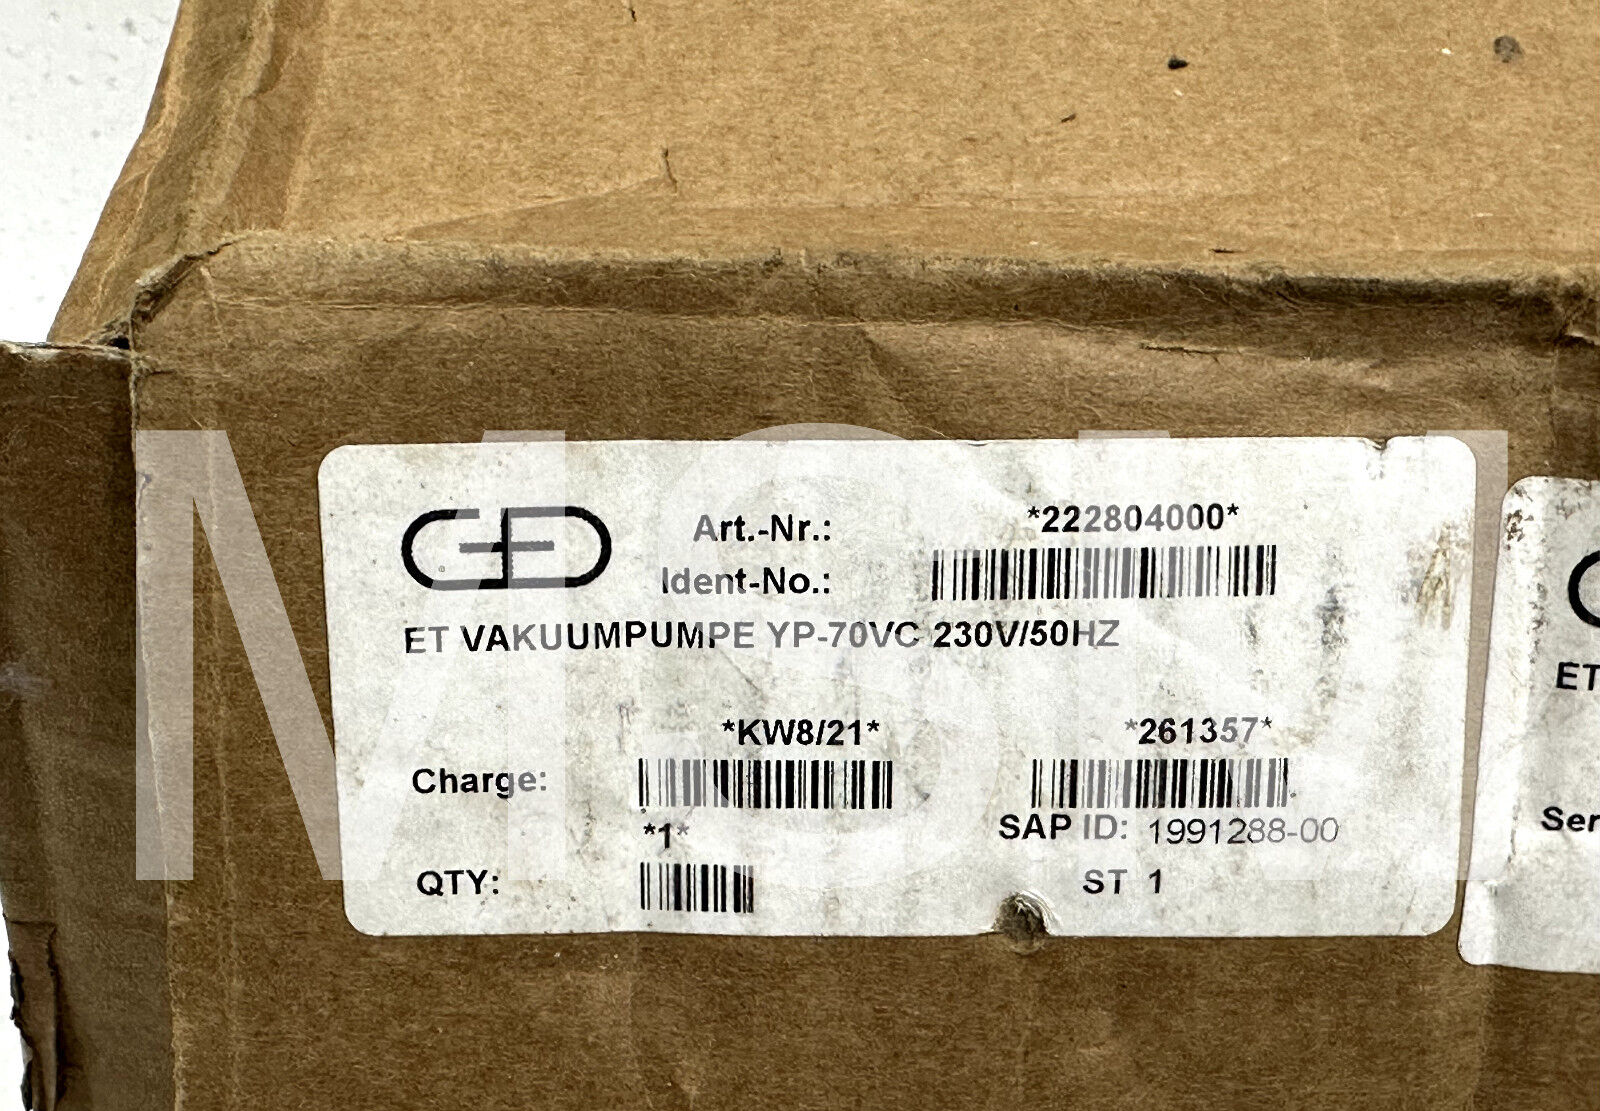 Art.-Nr.: *222804000*
Ident-No.:
ET VAKUUMPUMPE YP-70VC 230V/50HZ
*KW8/21* *261357*
Charge:
*1* SAP ID: 1991288-00
QTY: ST 1
ET
Ser